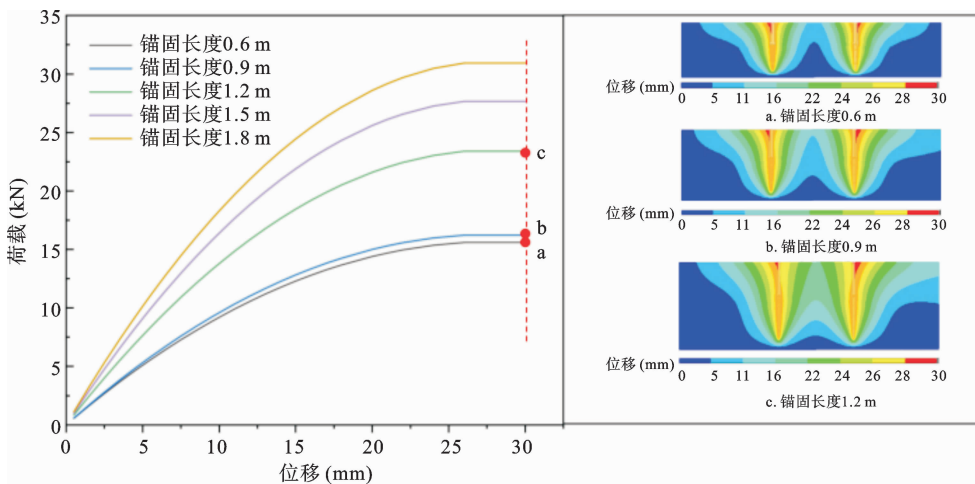 35
30
25
20
15
10
5
0
荷载(kN)
锚固长度0.6 m
锚固长度0.9 m
锚固长度1.2 m
锚固长度1.5 m
锚固长度1.8 m
c
b
a
0 5 10 15 20 25 30
位移(mm)
位移(mm)
0 5 11 16 22 24 26 28 30
a. 锚固长度0.6 m
位移(mm)
0 5 11 16 22 24 26 28 30
b. 锚固长度0.9 m
位移(mm)
0 5 11 16 22 24 26 28 30
c. 锚固长度1.2 m